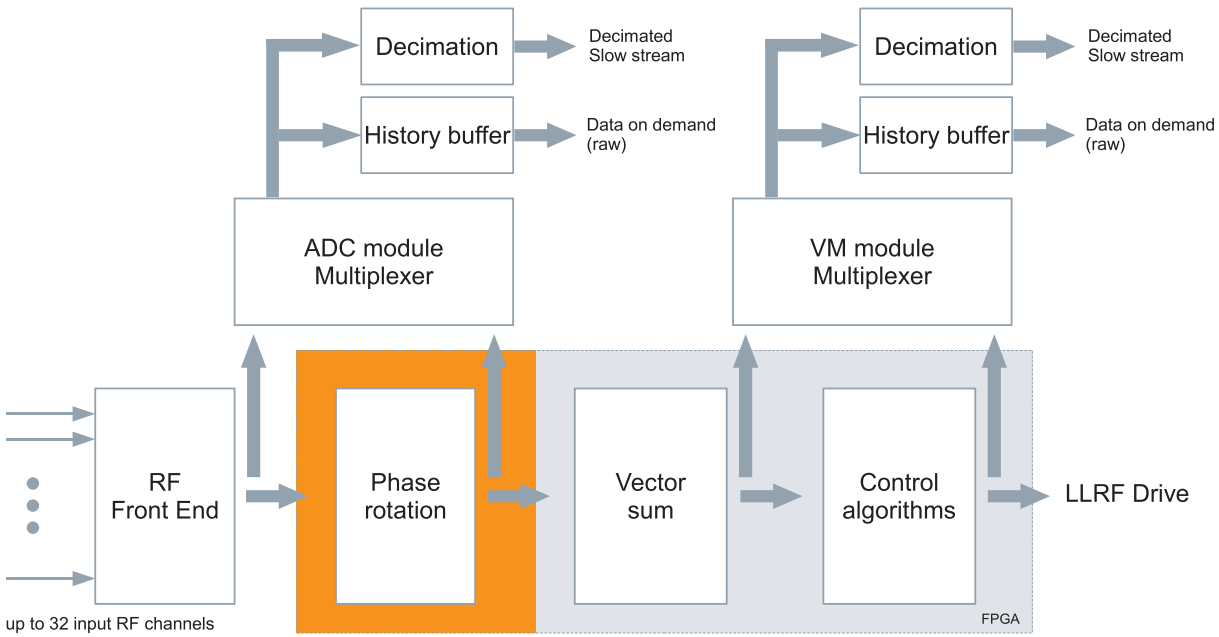 Decimation
Decimated
Slow stream
History buffer
Data on demand
(raw)
Decimation
Decimated
Slow stream
History buffer
Data on demand
(raw)
ADC module
Multiplexer
VM module
Multiplexer
RF
Front End
Phase
rotation
Vector
sum
Control
algorithms
LLRF Drive
up to 32 input RF channels
FPGA